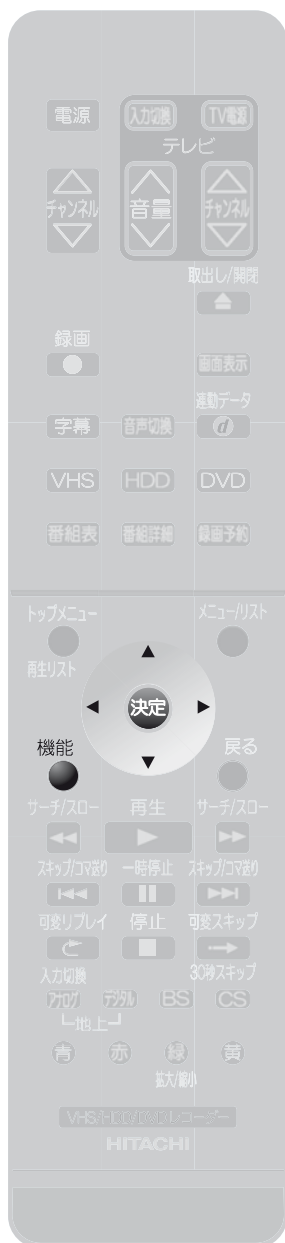 電源 入力切換 TV電源
テレビ
チャンネル 音量 チャンネル
取出し/開閉
録画
画面表示
連動データ
字幕 音声切換 d
VHS HDD DVD
番組表 番組詳細 録画予約
トップメニュー メニュー/リスト
再生リスト
決定
機能 戻る
サーチ/スロー 再生 サーチ/スロー
スキップ/コマ送り 一時停止 スキップ/コマ送り
可変リプレイ 停止 可変スキップ
入力切換 30秒スキップ
アナログ デジタル BS CS
地上
青 赤 緑 黄
拡大/縮小
VHS/HDD/DVDレコーダー
HITACHI